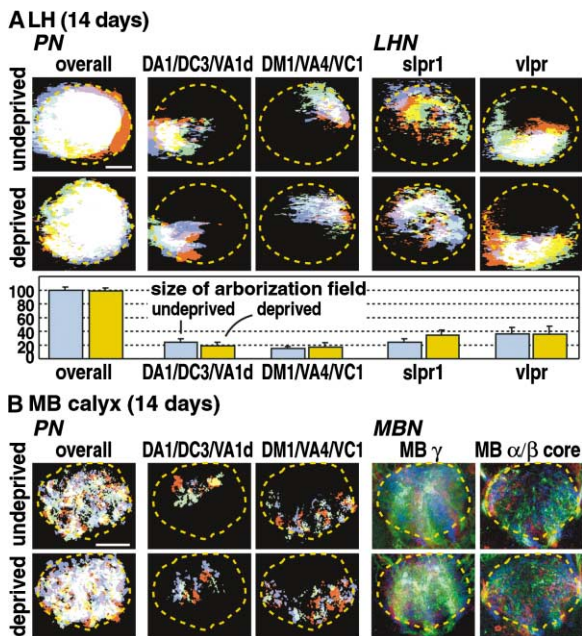 A LH (14 days)
PN LHN
overall DA1/DC3/VA1d DM1/VA4/VC1 slpr1 vlpr
undeprived
deprived
size of arborization field
undeprived deprived
100
80
60
40
20
overall DA1/DC3/VA1d DM1/VA4/VC1 slpr1 vlpr
B MB calyx (14 days)
PN MBN
overall DA1/DC3/VA1d DM1/VA4/VC1 MB γ MB α/β core
undeprived
deprived